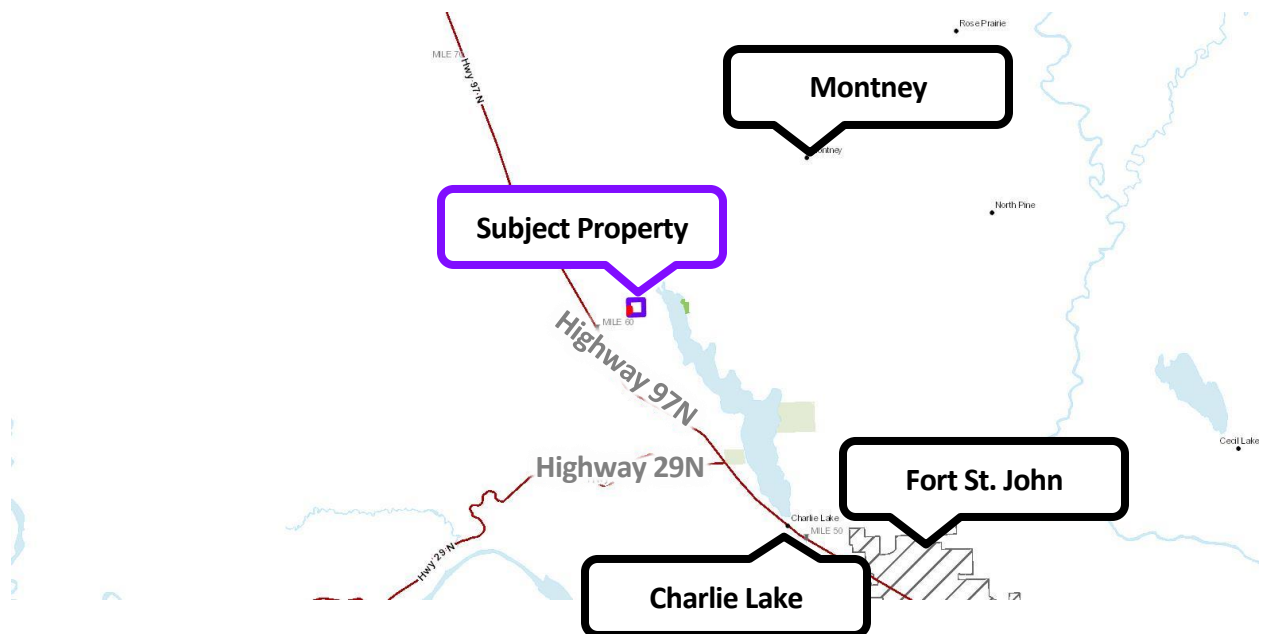 Rose Prairie
MILE 70
Hwy 97 N
Montney
ontney
North Pine
Subject Property
MILE 60
Highway 97N
Cecil Lake
Highway 29N
Fort St. John
Charlie Lake
MILE 50
Hwy 29 N
Charlie Lake